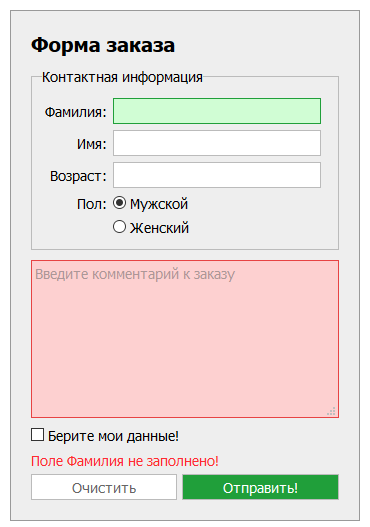 Форма заказа
Контактная информация
Фамилия:
Имя:
Возраст:
Пол: Мужской
Женский
Введите комментарий к заказу
Берите мои данные!
Поле Фамилия не заполнено!
Очистить Отправить!